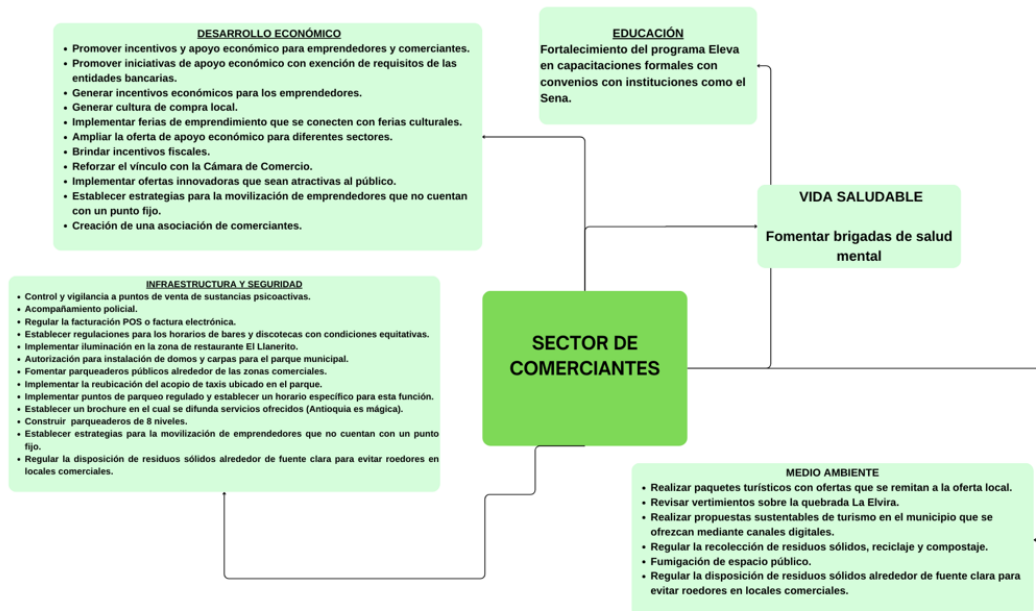 DESARROLLO ECONÓMICO
• Promover incentivos y apoyo económico para emprendedores y comerciantes.
• Promover iniciativas de apoyo económico con exención de requisitos de las
entidades bancarias.
• Generar incentivos económicos para los emprendedores.
• Generar cultura de compra local.
• Implementar ferias de emprendimiento que se conecten con ferias culturales.
• Ampliar la oferta de apoyo económico para diferentes sectores.
• Brindar incentivos fiscales.
• Reforzar el vínculo con la Cámara de Comercio.
• Implementar ofertas innovadoras que sean atractivas al público.
• Establecer estrategias para la movilización de emprendedores que no cuentan
con un punto fijo.
• Creación de una asociación de comerciantes.
EDUCACIÓN
Fortalecimiento del programa Eleva
en capacitaciones formales con
convenios con instituciones como el
Sena.
VIDA SALUDABLE
Fomentar brigadas de salud
mental
INFRAESTRUCTURA Y SEGURIDAD
• Control y vigilancia a puntos de venta de sustancias psicoactivas.
• Acompañamiento policial.
• Regular la facturación POS o factura electrónica.
• Establecer regulaciones para los horarios de bares y discotecas con condiciones equitativas.
• Implementar iluminación en la zona de restaurante El Llanerito.
• Autorización para instalación de domos y carpas para el parque municipal.
• Fomentar parqueaderos públicos alrededor de las zonas comerciales.
• Implementar la reubicación del acopio de taxis ubicado en el parque.
• Implementar puntos de parqueo regulado y establecer un horario específico para esta función.
• Establecer un brochure en el cual se difunda servicios ofrecidos (Antioquia es mágica).
• Construir parqueaderos de 8 niveles.
• Establecer estrategias para la movilización de emprendedores que no cuentan con un punto
fijo.
• Regular la disposición de residuos sólidos alrededor de fuente clara para evitar roedores en
locales comerciales.
SECTOR DE
COMERCIANTES
MEDIO AMBIENTE
• Realizar paquetes turísticos con ofertas que se remitan a la oferta local.
• Revisar vertimientos sobre la quebrada La Elvira.
• Realizar propuestas sustentables de turismo en el municipio que se
ofrezcan mediante canales digitales.
• Regular la recolección de residuos sólidos, reciclaje y compostaje.
• Fumigación de espacio público.
• Regular la disposición de residuos sólidos alrededor de fuente clara para
evitar roedores en locales comerciales.